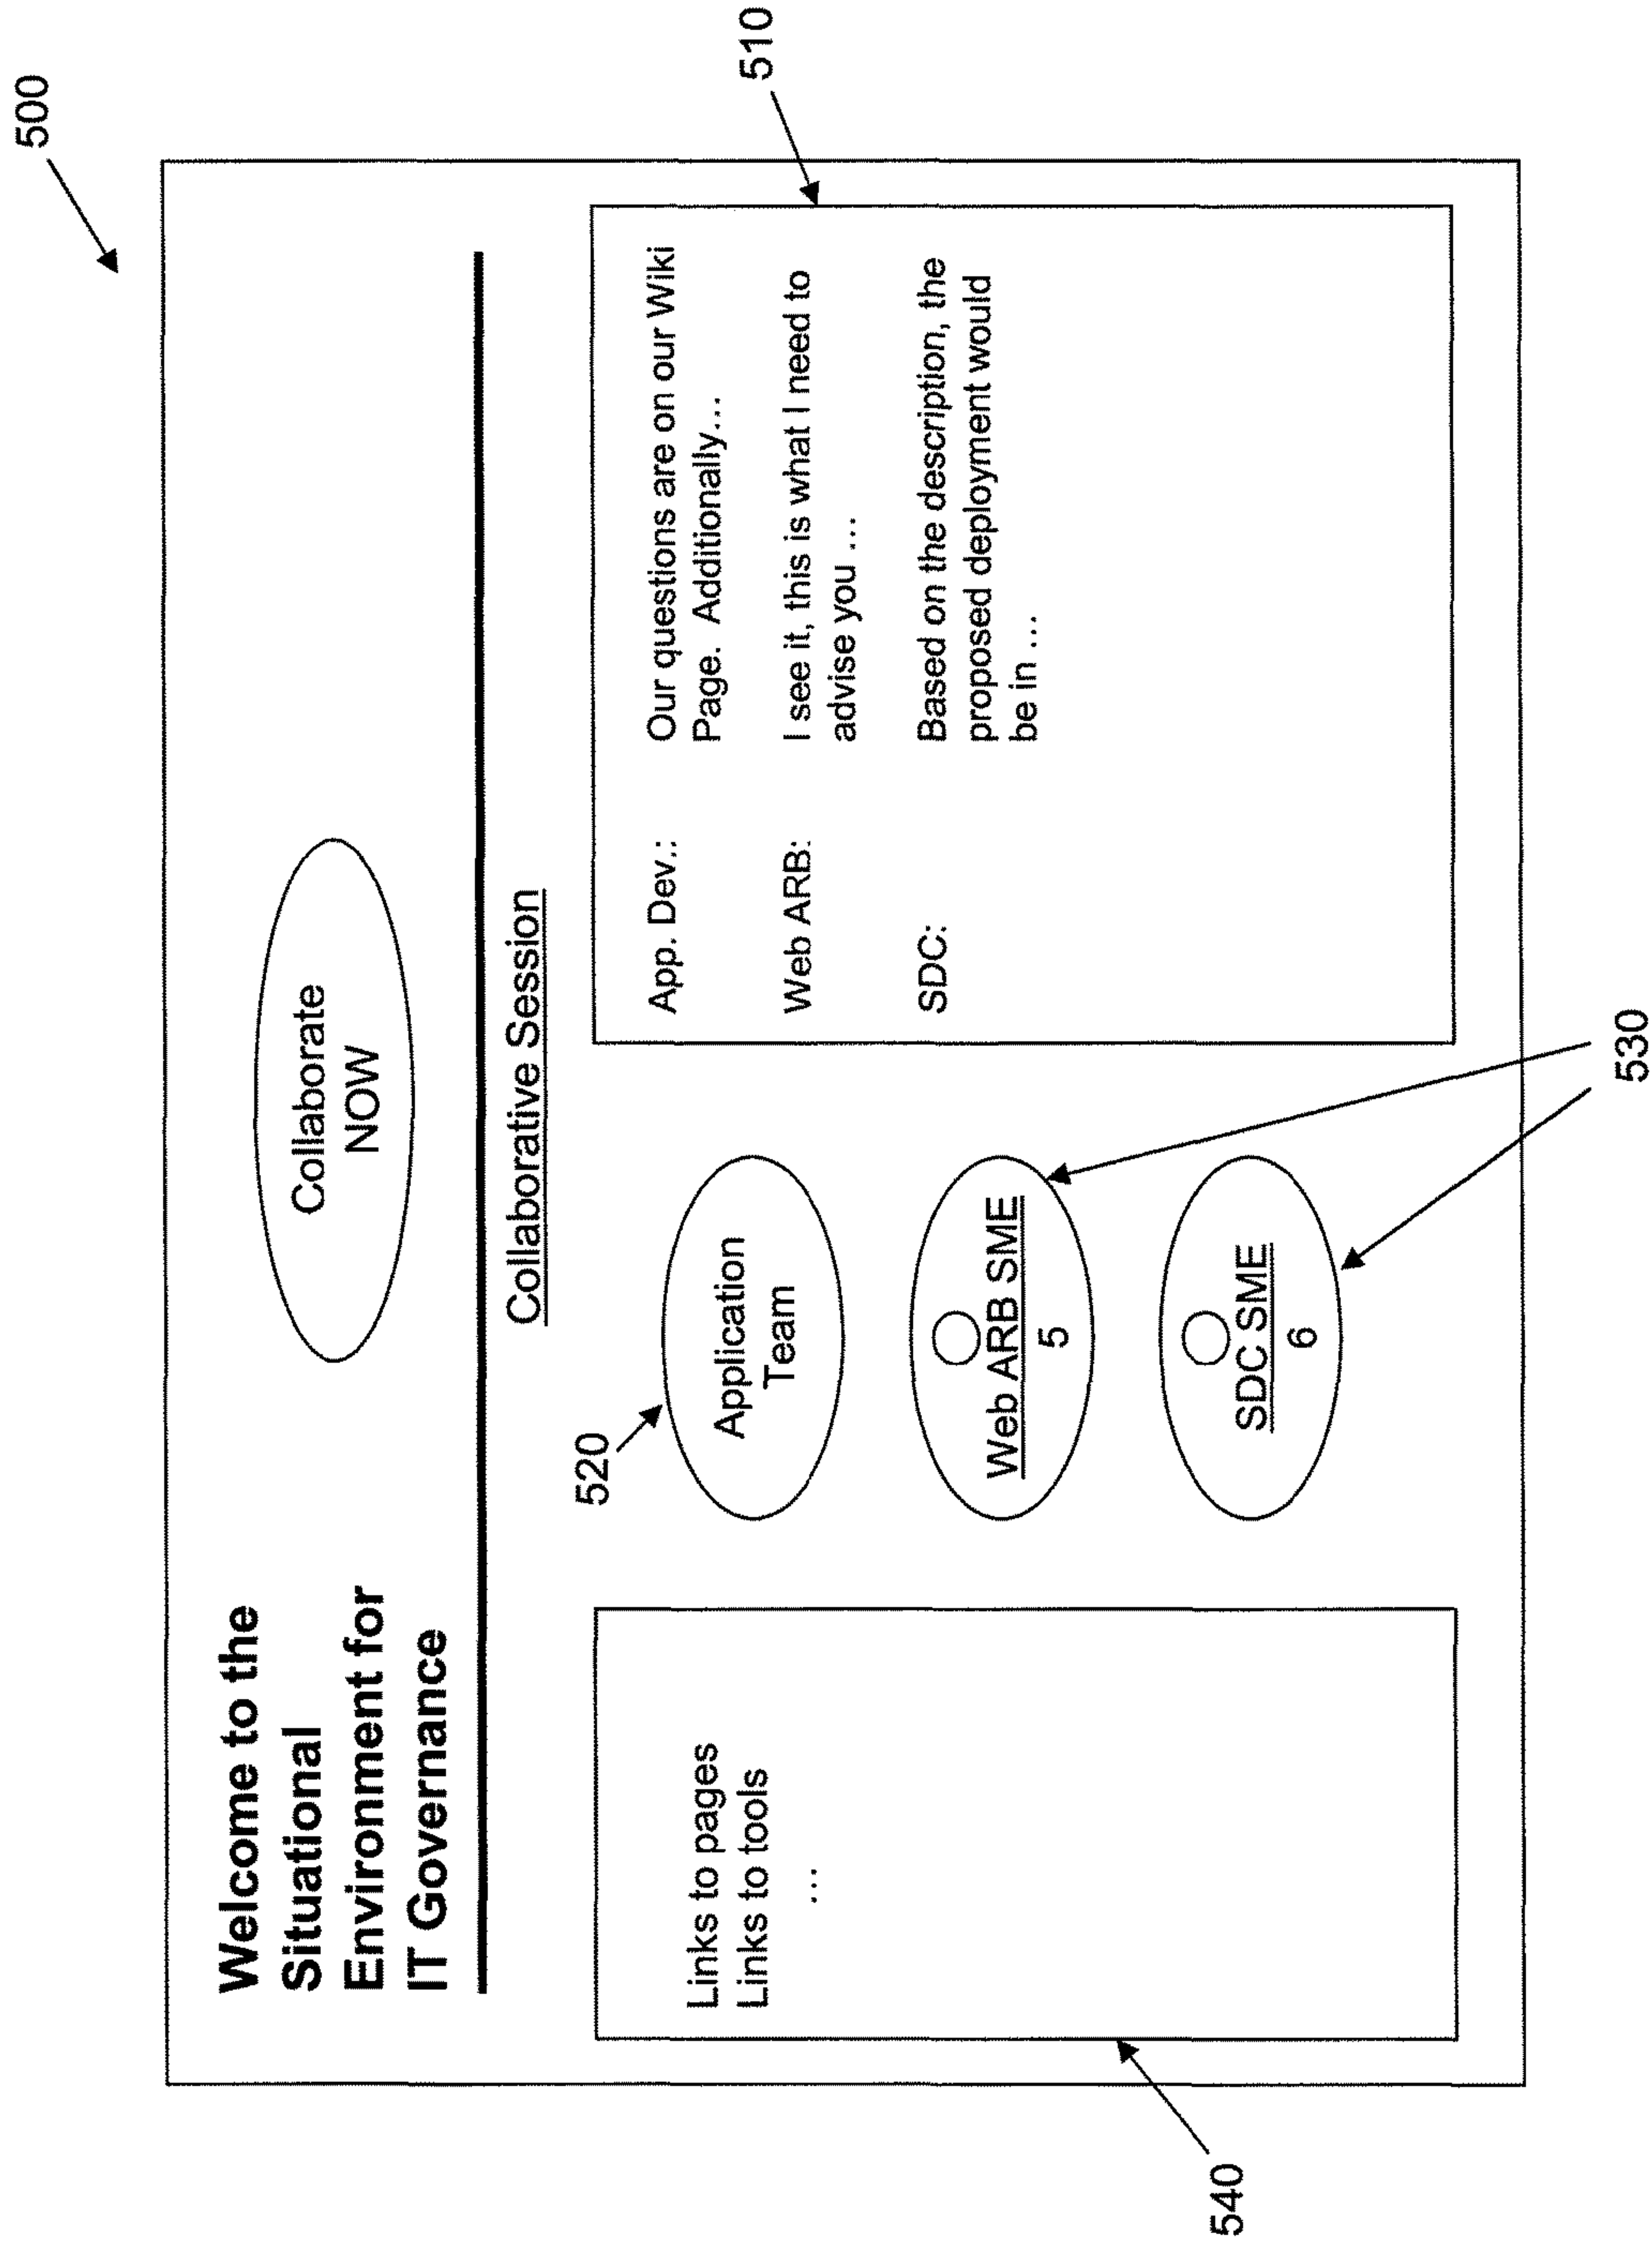 500
Welcome to the
Situational
Environment for
IT Governance
Collaborate
NOW
Collaborative Session
540
Links to pages
Links to tools
...
520
Application
Team
Web ARB SME
5
SDC SME
6
530
510
App. Dev.: Our questions are on our Wiki
Page. Additionally...
Web ARB: I see it, this is what I need to
advise you ...
SDC: Based on the description, the
proposed deployment would
be in ...